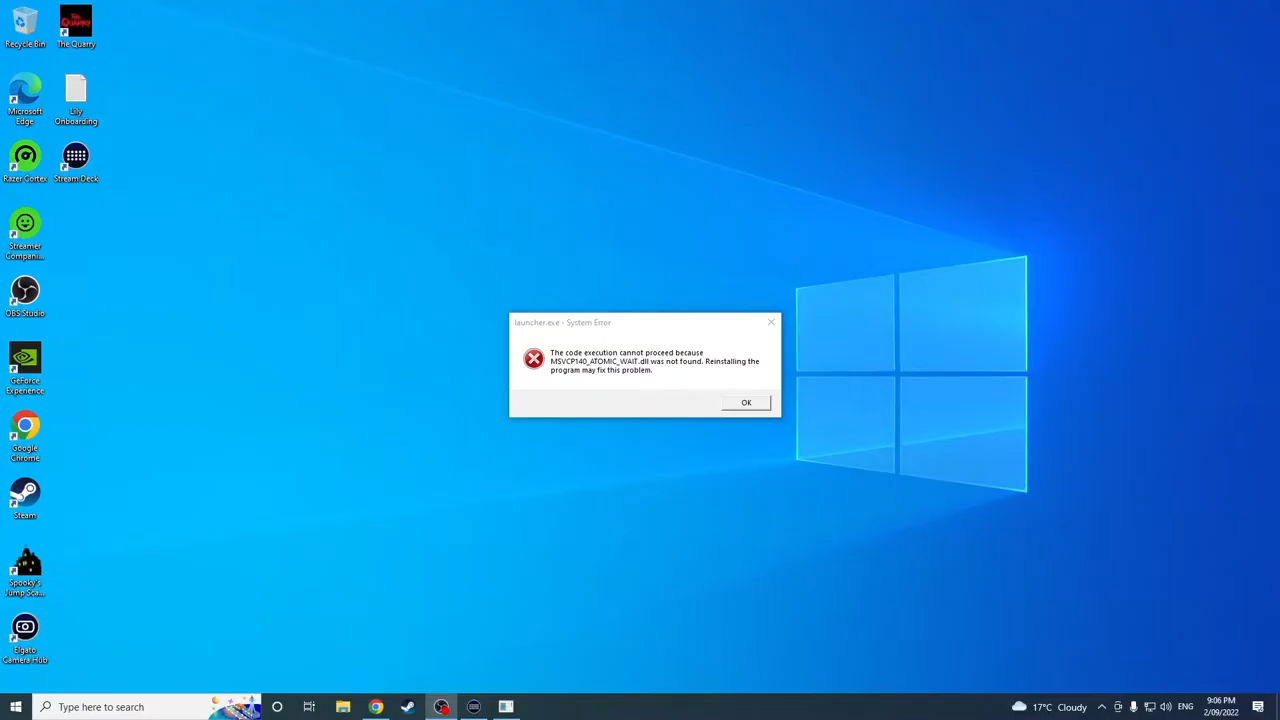 Recycle Bin
The Quarry
Microsoft
Edge
Lily
Onboarding
Razer Cortex
Stream Deck
Streamer
Compani...
OBS Studio
GeForce
Experience
Google
Chrome
Steam
Spooky's
Jump Sca...
Elgato
Camera Hub
launcher.exe - System Error
The code execution cannot proceed because
MSVCP140_ATOMIC_WAIT.dll was not found. Reinstalling the
program may fix this problem.
OK
Type here to search
17°C Cloudy
ENG
9:06 PM
2/09/2022